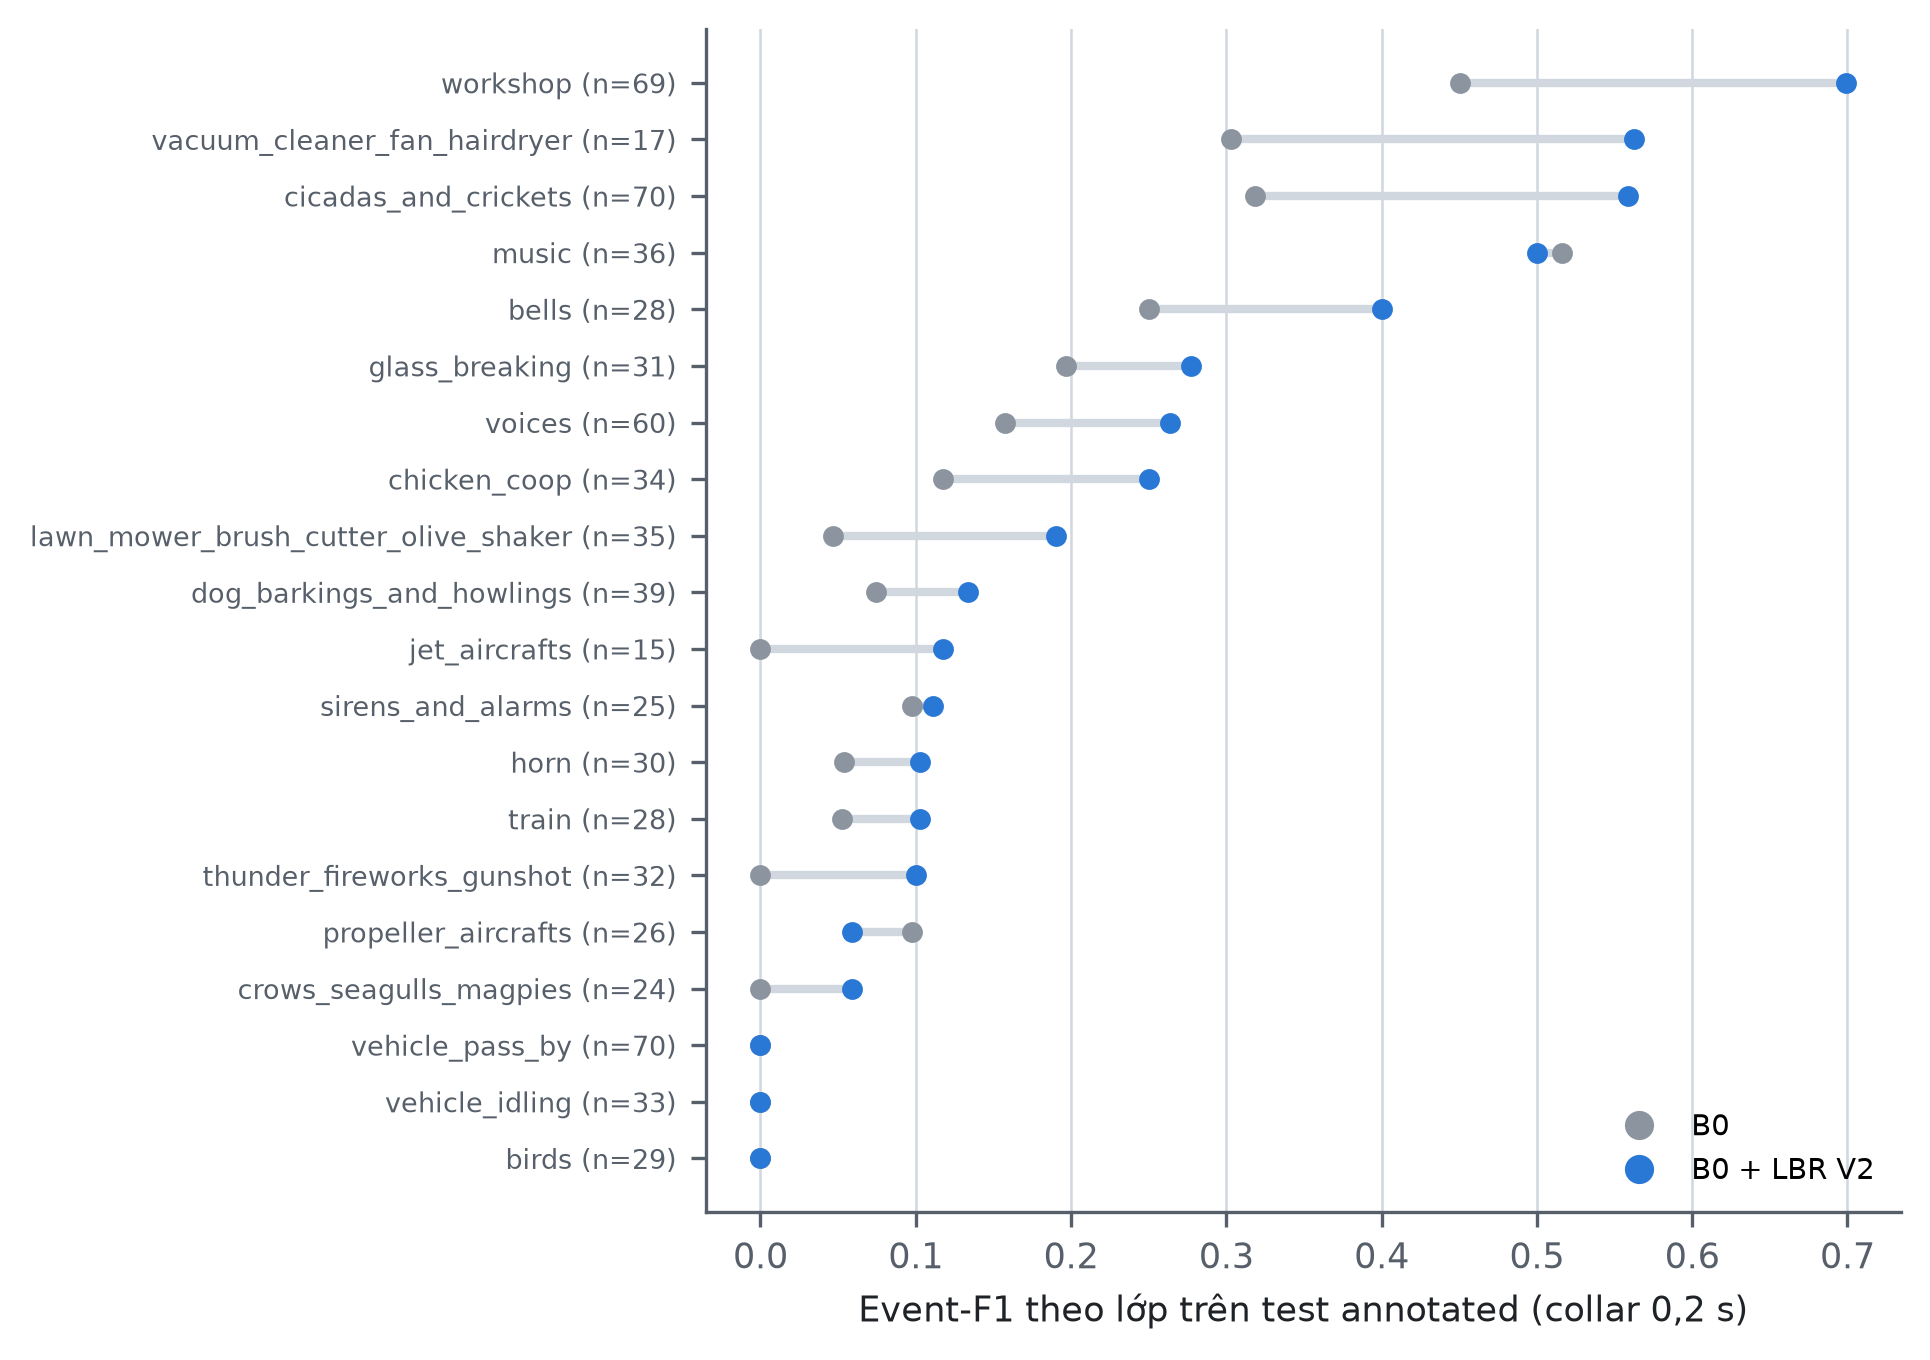 workshop (n=69)
vacuum_cleaner_fan_hairdryer (n=17)
cicadas_and_crickets (n=70)
music (n=36)
bells (n=28)
glass_breaking (n=31)
voices (n=60)
chicken_coop (n=34)
lawn_mower_brush_cutter_olive_shaker (n=35)
dog_barkings_and_howlings (n=39)
jet_aircrafts (n=15)
sirens_and_alarms (n=25)
horn (n=30)
train (n=28)
thunder_fireworks_gunshot (n=32)
propeller_aircrafts (n=26)
crows_seagulls_magpies (n=24)
vehicle_pass_by (n=70)
vehicle_idling (n=33)
birds (n=29)
B0
B0 + LBR V2
0.0 0.1 0.2 0.3 0.4 0.5 0.6 0.7
Event-F1 theo lớp trên test annotated (collar 0,2 s)